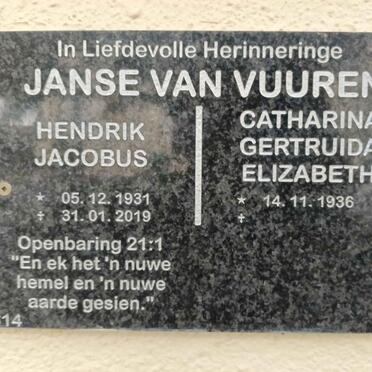 In Liefdevolle Herinneringe
JANSE VAN VUUREN
HENDRIK
JACOBUS
* 05. 12. 1931
† 31. 01. 2019
CATHARINA
GERTRUIDA
ELIZABETH
* 14. 11. 1936
†
Openbaring 21:1
"En ek het 'n nuwe
hemel en 'n nuwe
aarde gesien."
14